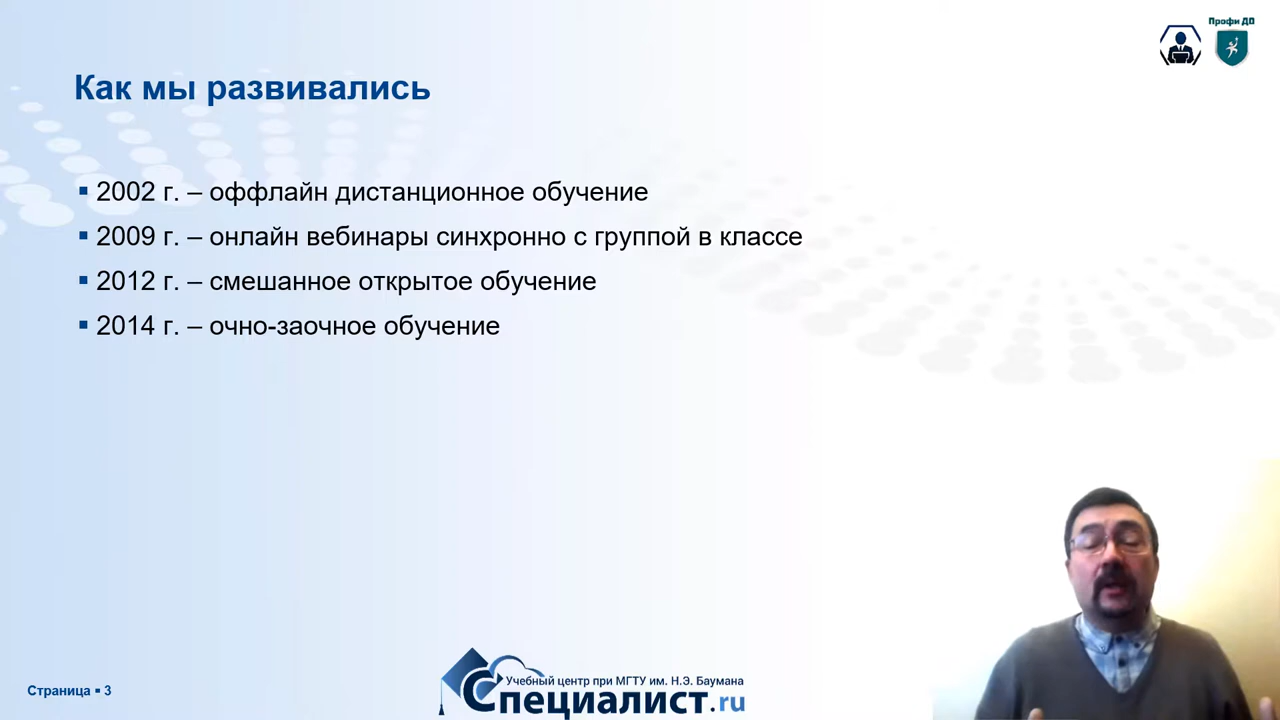 Профи ДО
Как мы развивались
2002 г. – оффлайн дистанционное обучение
2009 г. – онлайн вебинары синхронно с группой в классе
2012 г. – смешанное открытое обучение
2014 г. – очно-заочное обучение
Учебный центр при МГТУ им. Н.Э. Баумана
Специалист.ru
Страница ▪ 3